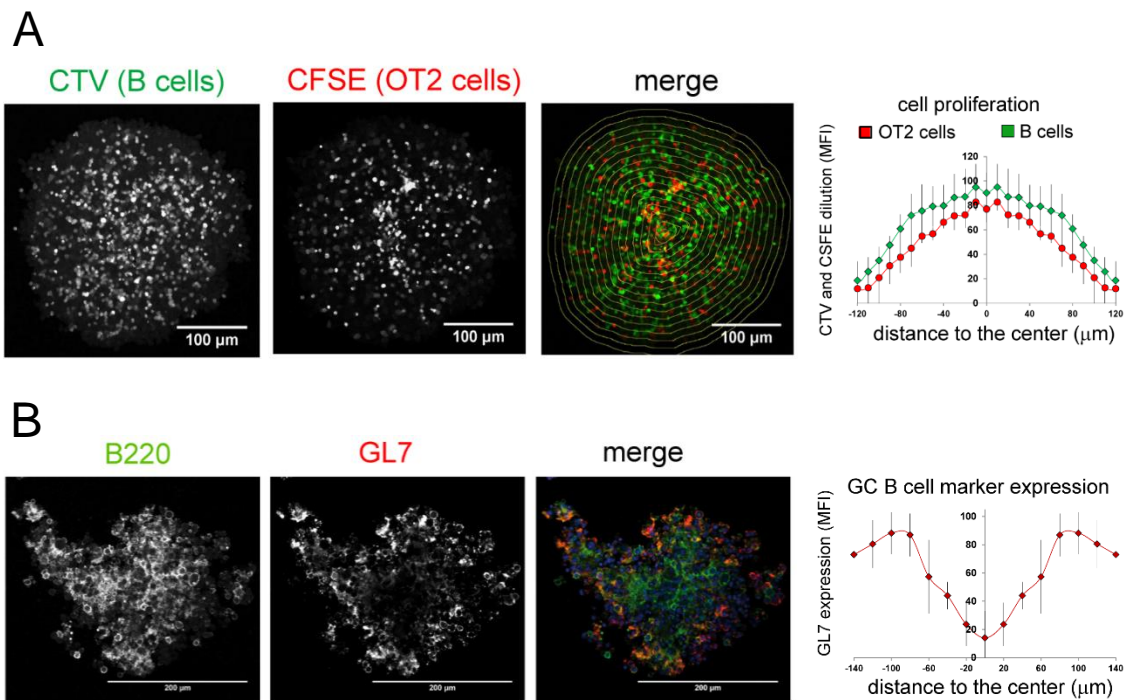 A
CTV (B cells)
CFSE (OT2 cells)
merge
100 µm
100 µm
100 µm
cell proliferation
OT2 cells
B cells
CTV and CSFE dilution (MFI)
120
100
80
60
40
20
0
-120
-80
-40
0
40
80
120
distance to the center (µm)
B
B220
GL7
merge
200 µm
200 µm
200 µm
GC B cell marker expression
GL7 expression (MFI)
100
80
60
40
20
0
-140
-100
-60
-20
20
60
100
140
distance to the center (µm)